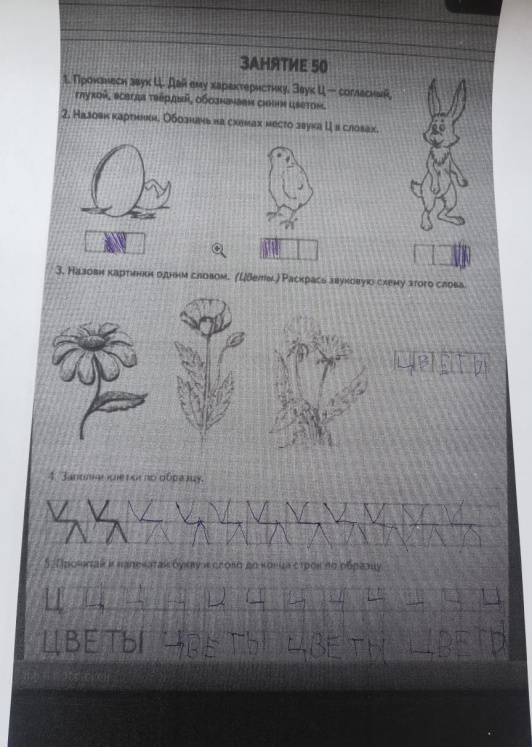 ЗАНЯТИЕ 50
1. Произнеси звук Ц. Дай ему характеристику. Звук Ц — согласный,
глухой, всегда твёрдый, обозначаем синим цветом.
2. Назови картинки. Обозначь на схемах место звука Ц в словах.
3. Назови картинки одним словом. (Цветы.) Раскрась звуковую схему этого слова.
ЦВЕТЫ
4. Заполни клетки по образцу.
5. Прочитай и напечатай букву и слово до конца строк по образцу.
Ц Ц Ц Ц Ц Ц Ц Ц Ц Ц Ц Ц
ЦВЕТЫ ЦВЕТЫ ЦВЕТЫ ЦВЕТЫ